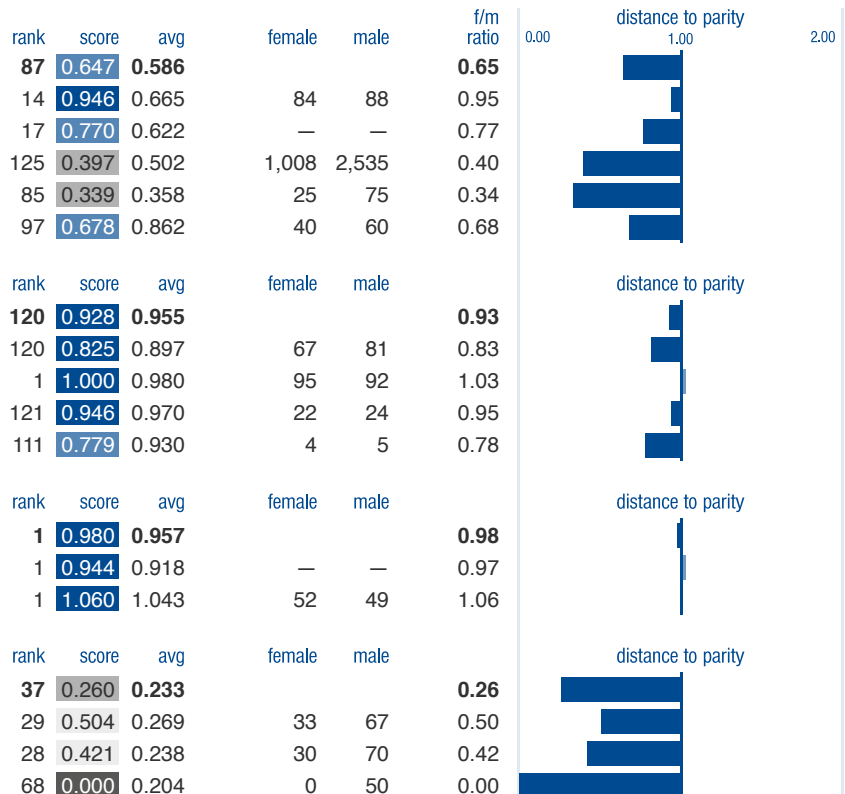 f/m
rank score avg female male ratio distance to parity
0.00 1.00 2.00
87 0.647 0.586 0.65
14 0.946 0.665 84 88 0.95
17 0.770 0.622 — — 0.77
125 0.397 0.502 1,008 2,535 0.40
85 0.339 0.358 25 75 0.34
97 0.678 0.862 40 60 0.68
rank score avg female male distance to parity
120 0.928 0.955 0.93
120 0.825 0.897 67 81 0.83
1 1.000 0.980 95 92 1.03
121 0.946 0.970 22 24 0.95
111 0.779 0.930 4 5 0.78
rank score avg female male distance to parity
1 0.980 0.957 0.98
1 0.944 0.918 — — 0.97
1 1.060 1.043 52 49 1.06
rank score avg female male distance to parity
37 0.260 0.233 0.26
29 0.504 0.269 33 67 0.50
28 0.421 0.238 30 70 0.42
68 0.000 0.204 0 50 0.00